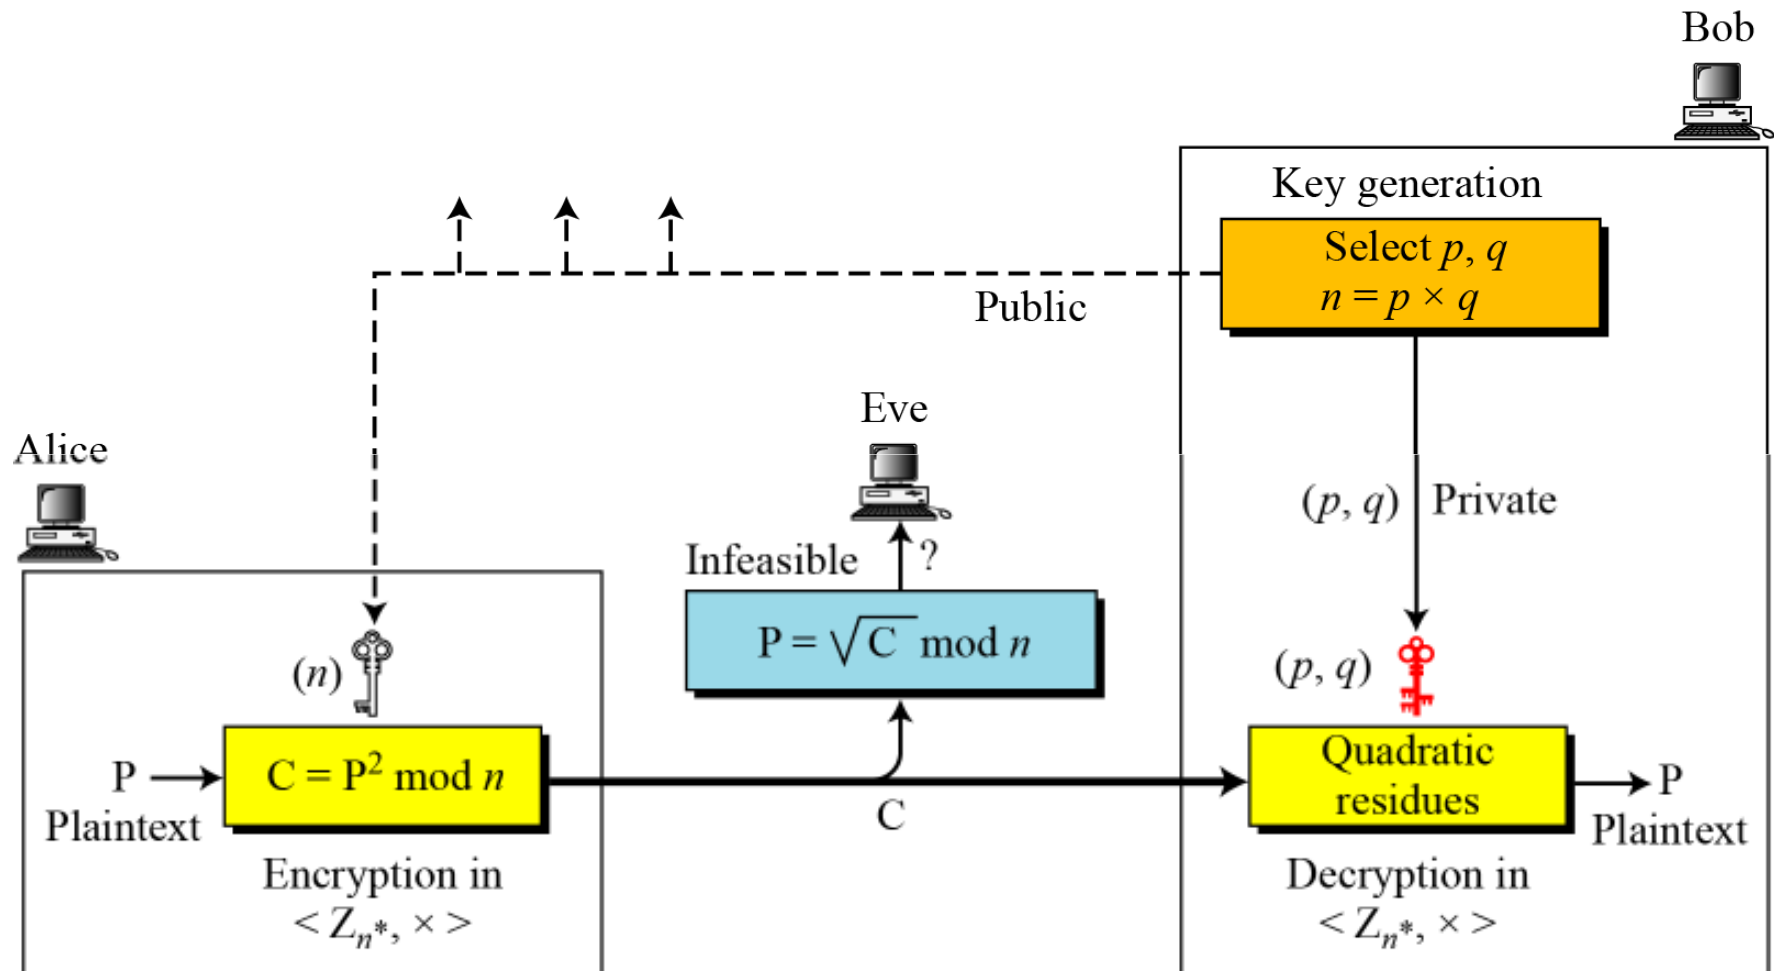 Bob
Key generation
Select p, q
n = p × q
Public
Eve
Alice
(p, q) Private
Infeasible ?
P = √C mod n
(n)
(p, q)
P
Plaintext
C = P² mod n
C
Quadratic
residues
P
Plaintext
Encryption in
< Zₙ*, × >
Decryption in
< Zₙ*, × >